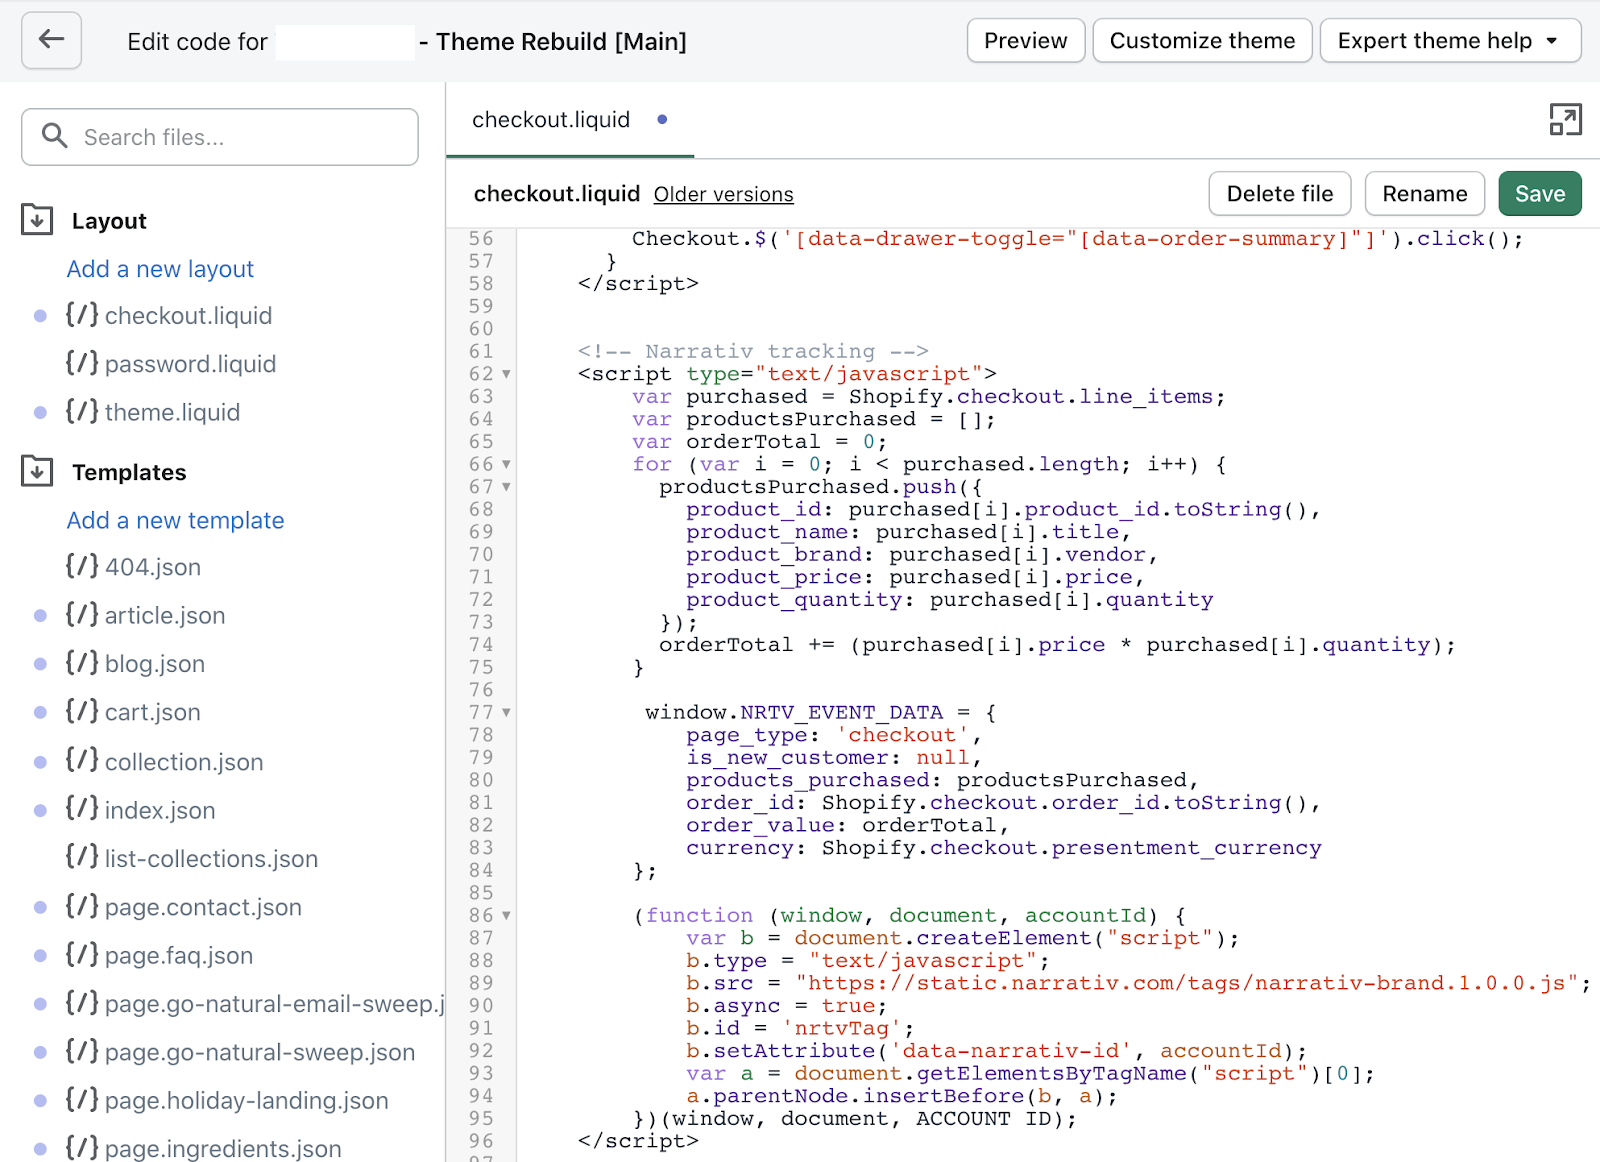 Edit code for - Theme Rebuild [Main]
Preview
Customize theme
Expert theme help
Search files...
Layout
Add a new layout
{/} checkout.liquid
{/} password.liquid
{/} theme.liquid
Templates
Add a new template
{/} 404.json
{/} article.json
{/} blog.json
{/} cart.json
{/} collection.json
{/} index.json
{/} list-collections.json
{/} page.contact.json
{/} page.faq.json
{/} page.go-natural-email-sweep.j
{/} page.go-natural-sweep.json
{/} page.holiday-landing.json
{/} page.ingredients.json
checkout.liquid
checkout.liquid Older versions
Delete file
Rename
Save
56 Checkout.$('[data-drawer-toggle="[data-order-summary]"]').click();
57 }
58 </script>
59
60
61 <!-- Narrativ tracking -->
62 <script type="text/javascript">
63 var purchased = Shopify.checkout.line_items;
64 var productsPurchased = [];
65 var orderTotal = 0;
66 for (var i = 0; i < purchased.length; i++) {
67 productsPurchased.push({
68 product_id: purchased[i].product_id.toString(),
69 product_name: purchased[i].title,
70 product_brand: purchased[i].vendor,
71 product_price: purchased[i].price,
72 product_quantity: purchased[i].quantity
73 });
74 orderTotal += (purchased[i].price * purchased[i].quantity);
75 }
76
77 window.NRTV_EVENT_DATA = {
78 page_type: 'checkout',
79 is_new_customer: null,
80 products_purchased: productsPurchased,
81 order_id: Shopify.checkout.order_id.toString(),
82 order_value: orderTotal,
83 currency: Shopify.checkout.presentment_currency
84 };
85
86 (function (window, document, accountId) {
87 var b = document.createElement("script");
88 b.type = "text/javascript";
89 b.src = "https://static.narrativ.com/tags/narrativ-brand.1.0.0.js";
90 b.async = true;
91 b.id = 'nrtvTag';
92 b.setAttribute('data-narrativ-id', accountId);
93 var a = document.getElementsByTagName("script")[0];
94 a.parentNode.insertBefore(b, a);
95 })(window, document, ACCOUNT ID);
96 </script>
97